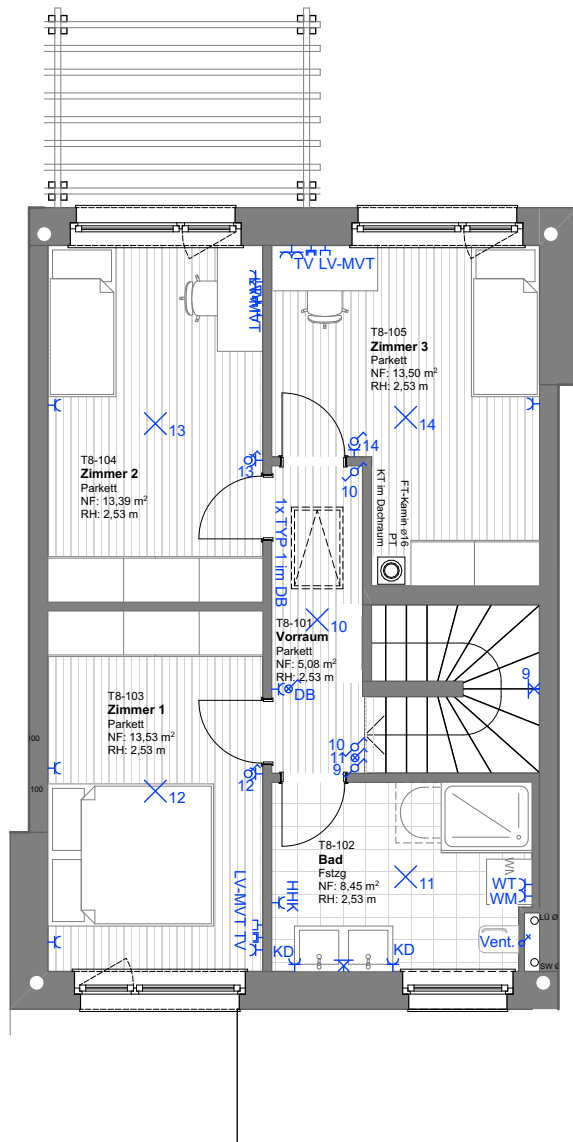 TV LV-MVT
T8-105
Zimmer 3
Parkett
NF: 13,50 m²
RH: 2,53 m
13
14
T8-104
Zimmer 2
Parkett
NF: 13,39 m²
RH: 2,53 m
13
14
10
FT-Kamin ø16
PT
KT im Dachraum
1x TYP 1 im DB
10
T8-101
Vorraum
Parkett
NF: 5,08 m²
RH: 2,53 m
9
DB
T8-103
Zimmer 1
Parkett
NF: 13,53 m²
RH: 2,53 m
100
100
10
11
9
12
12
T8-102
Bad
Fstzg
NF: 8,45 m²
RH: 2,53 m
11
WT
WM
HHK
LV-MVT TV
KD
KD
Vent.
LÜ Ø
SW Ø